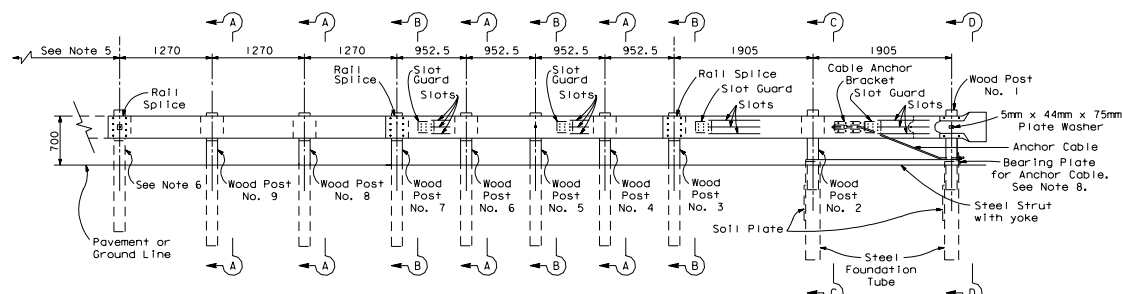 A A B B B B C D
See Note 5 1270 1270 1270 952.5 952.5 952.5 952.5 1905 1905
Rail
Splice
Rail
Splice
Slot
Guard
Slots
Slot
Guard
Slots
Rail Splice
Slot Guard
Slots
Cable Anchor
Bracket
Slot Guard
Slots
Wood Post
No. 1
5mm x 44mm x 75mm
Plate Washer
Anchor Cable
Bearing Plate
for Anchor Cable.
See Note 8.
Steel Strut
with yoke
700
See Note 6
Wood Post
No. 9
Wood Post
No. 8
Wood
Post
No. 7
Wood
Post
No. 6
Wood
Post
No. 5
Wood
Post
No. 4
Wood
Post
No. 3
Wood
Post
No. 2
Soil Plate
Pavement or
Ground Line
Steel
Foundation
Tube
A A B B B B C D